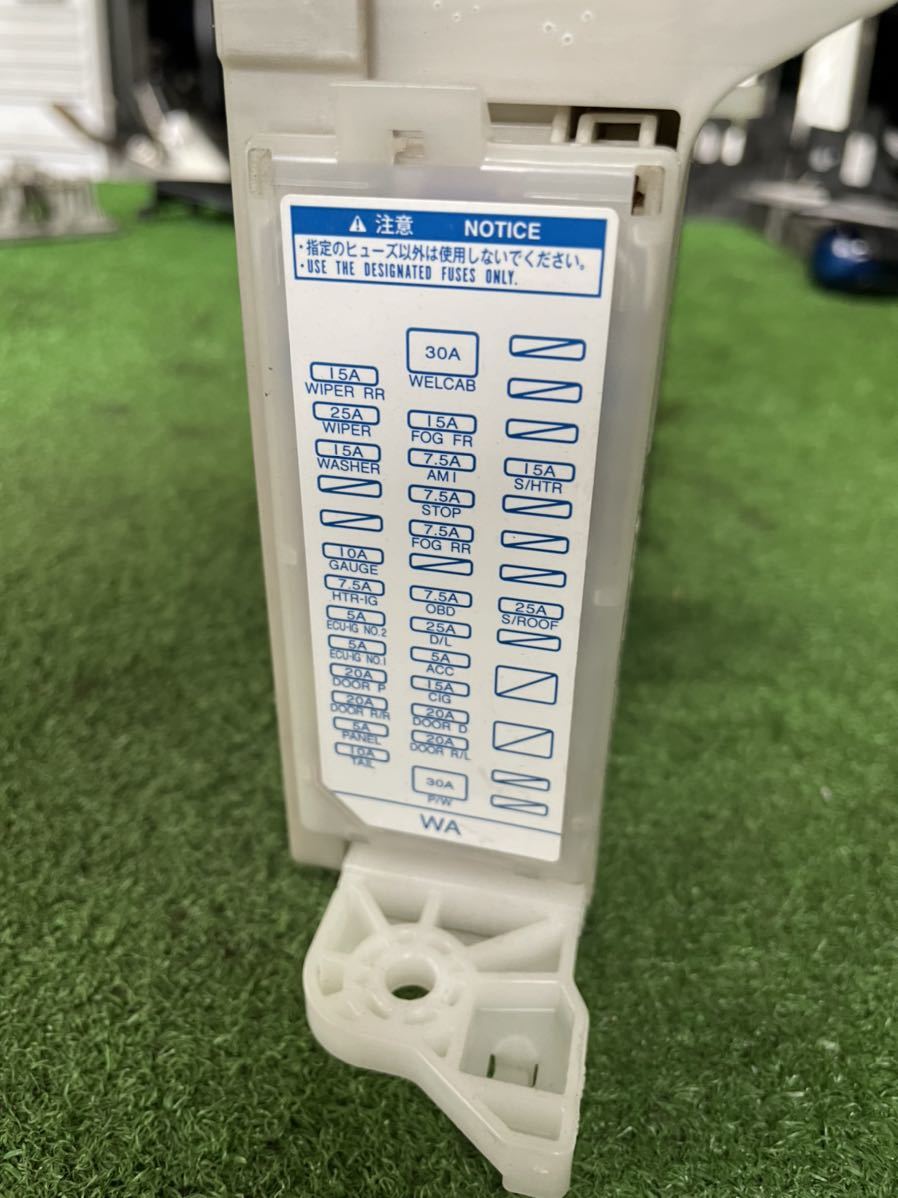 注意 NOTICE
・指定のヒューズ以外は使用しないでください。
・USE THE DESIGNATED FUSES ONLY.
15A
WIPER RR
25A
WIPER
15A
WASHER
10A
GAUGE
7.5A
HTR-IG
5A
ECU-IG NO.2
5A
ECU-IG NO.1
20A
DOOR P
20A
DOOR R/R
5A
PANEL
10A
TAIL
30A
WELCAB
15A
FOG FR
7.5A
AM1
7.5A
STOP
7.5A
FOG RR
7.5A
OBD
25A
D/L
5A
ACC
15A
CIG
20A
DOOR D
20A
DOOR R/L
30A
P/W
15A
S/HTR
25A
S/ROOF
WA